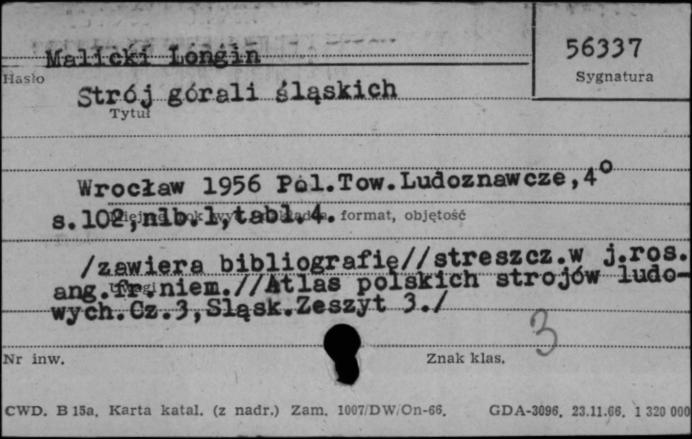 Malicki Longin
56337
Hasło
Sygnatura
Strój górali śląskich
Tytuł
Wrocław 1956 Pol.Tow.Ludoznawcze,4°
s.102,nlb.1,tabl.4. format, objętość
/zawiera bibliografię//streszcz.w j.ros.
ang.fr.niem.//Atlas polskich strojów ludo-
wych.Cz.3,Śląsk.Zeszyt 3./
3
Nr inw.
Znak klas.
CWD. B 15a. Karta katal. (z nadr.) Zam. 1007/DW/On-66. GDA-3096. 23.11.66. 1 320 000